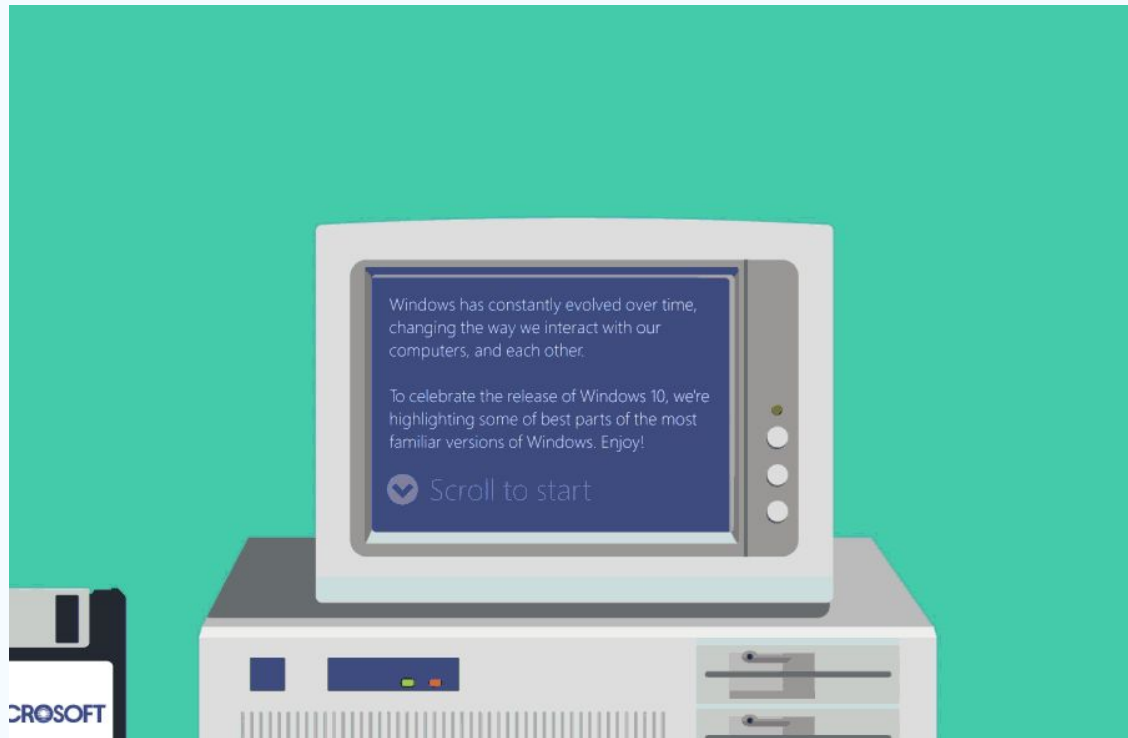 Windows has constantly evolved over time,
changing the way we interact with our
computers, and each other.
To celebrate the release of Windows 10, we're
highlighting some of best parts of the most
familiar versions of Windows. Enjoy!
Scroll to start
CROSOFT